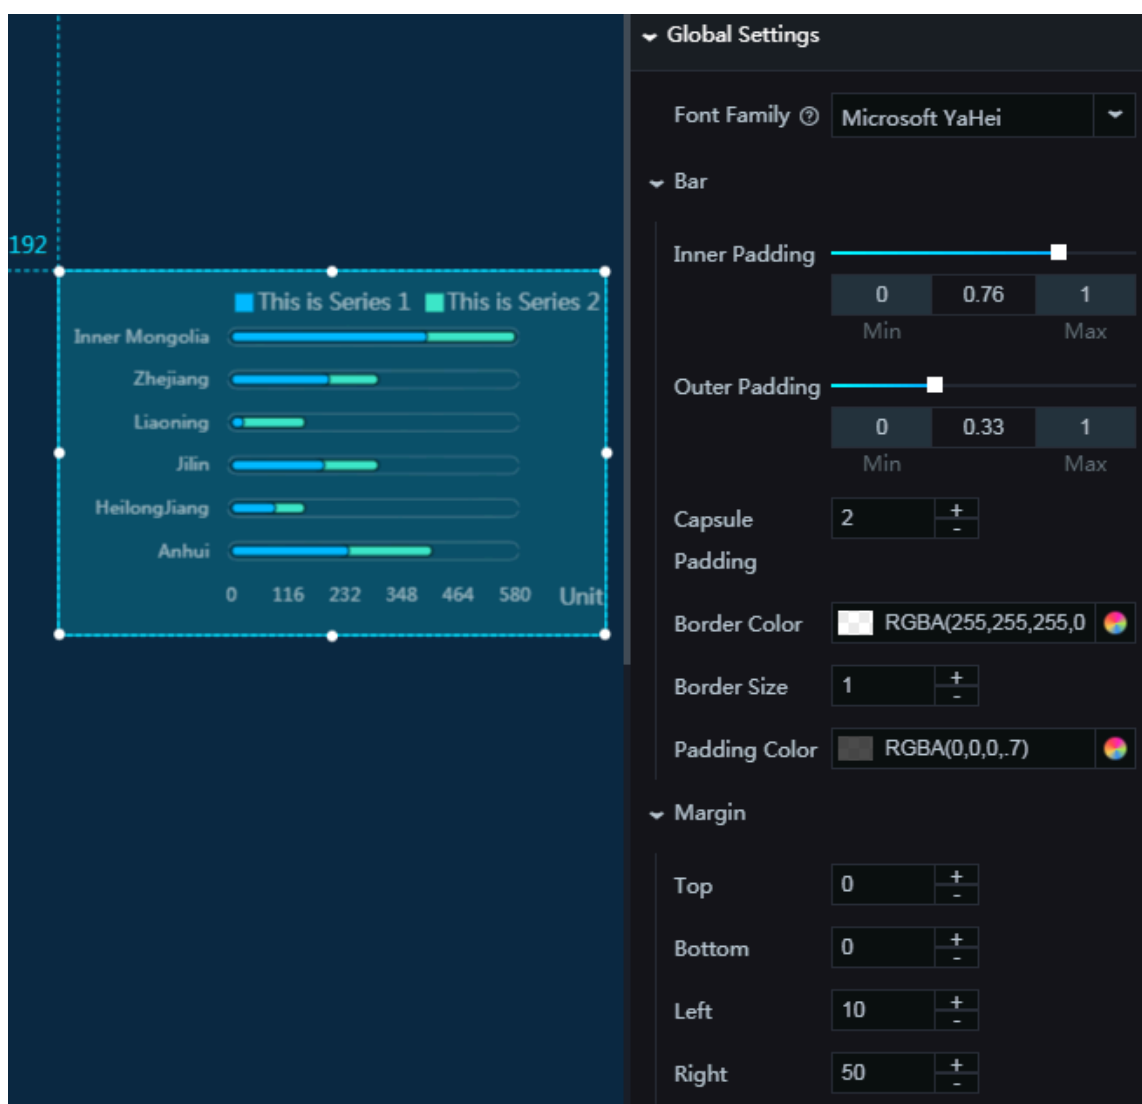 192
This is Series 1 This is Series 2
Inner Mongolia
Zhejiang
Liaoning
Jilin
HeilongJiang
Anhui
0 116 232 348 464 580 Unit
Global Settings
Font Family ? Microsoft YaHei
Bar
Inner Padding
0 0.76 1
Min Max
Outer Padding
0 0.33 1
Min Max
Capsule 2 + -
Padding
Border Color RGBA(255,255,255,0
Border Size 1 + -
Padding Color RGBA(0,0,0,.7)
Margin
Top 0 + -
Bottom 0 + -
Left 10 + -
Right 50 + -